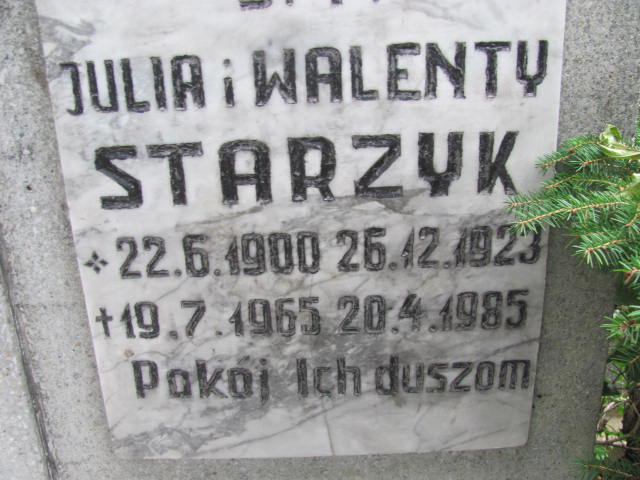 JULIA i WALENTY
STARZYK
22.6.1900 26.12.1923
†19.7.1965 20.4.1985
Pokój Ich duszom